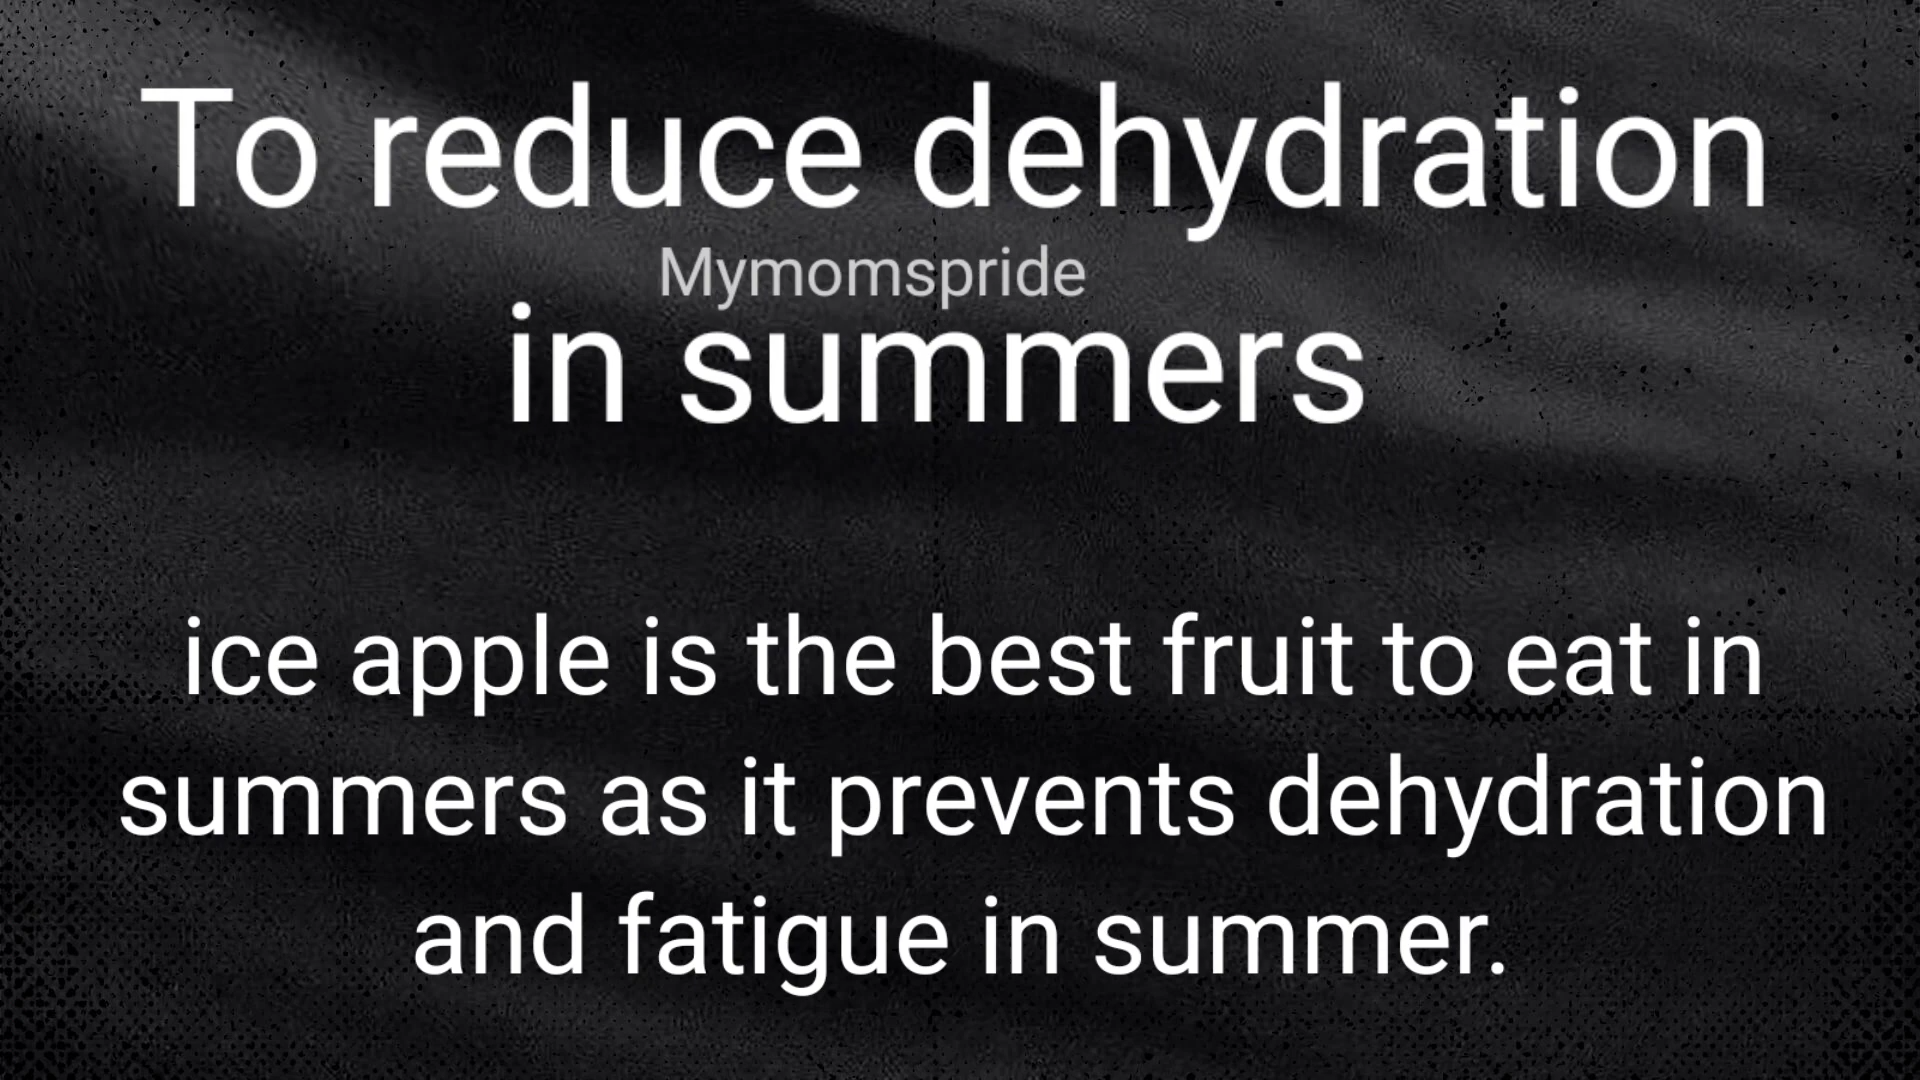 To reduce dehydration
Mymomspride
in summers
ice apple is the best fruit to eat in
summers as it prevents dehydration
and fatigue in summer.